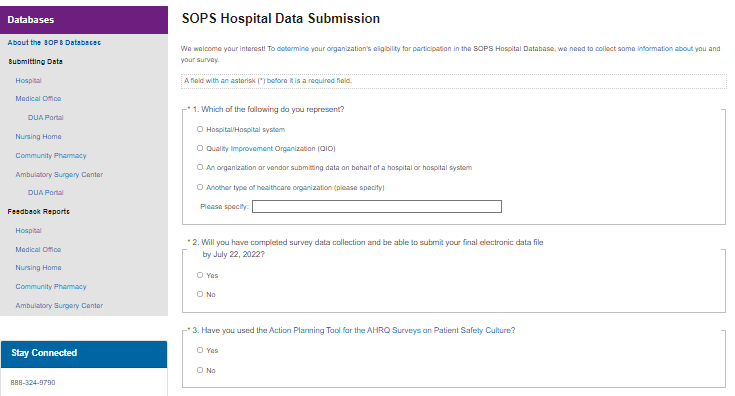 Databases
About the SOPS Databases
Submitting Data
Hospital
Medical Office
DUA Portal
Nursing Home
Community Pharmacy
Ambulatory Surgery Center
DUA Portal
Feedback Reports
Hospital
Medical Office
Nursing Home
Community Pharmacy
Ambulatory Surgery Center
Stay Connected
888-324-9790
SOPS Hospital Data Submission
We welcome your interest! To determine your organization's eligibility for participation in the SOPS Hospital Database, we need to collect some information about you and
your survey.
A field with an asterisk (*) before it is a required field.
* 1. Which of the following do you represent?
Hospital/Hospital system
Quality Improvement Organization (QIO)
An organization or vendor submitting data on behalf of a hospital or hospital system
Another type of healthcare organization (please specify)
Please specify:
* 2. Will you have completed survey data collection and be able to submit your final electronic data file
by July 22, 2022?
Yes
No
* 3. Have you used the Action Planning Tool for the AHRQ Surveys on Patient Safety Culture?
Yes
No